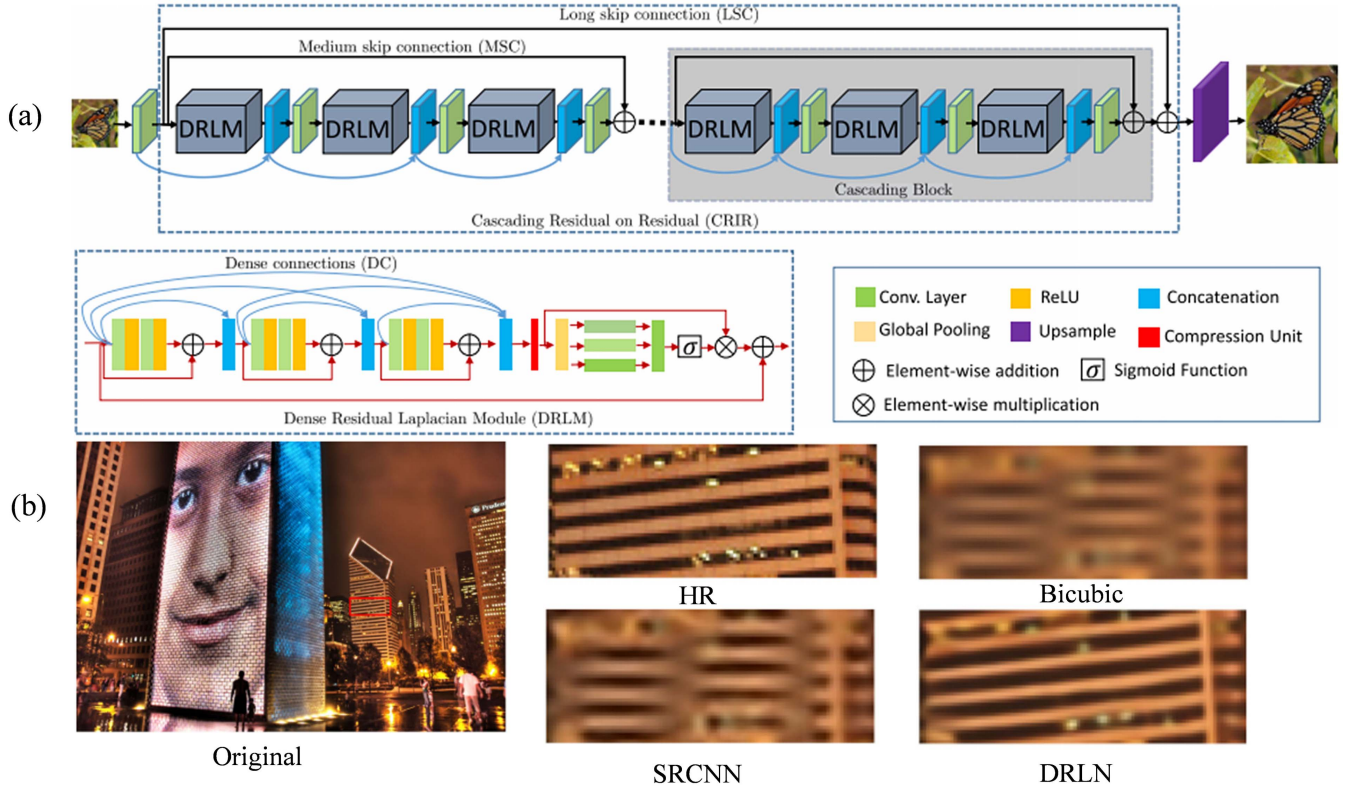 Long skip connection (LSC)
Medium skip connection (MSC)
(a)
DRLM
DRLM
DRLM
DRLM
DRLM
DRLM
Cascading Block
Cascading Residual on Residual (CRIR)
Dense connections (DC)
σ
Dense Residual Laplacian Module (DRLM)
Conv. Layer
ReLU
Concatenation
Global Pooling
Upsample
Compression Unit
Element-wise addition
σ
Sigmoid Function
Element-wise multiplication
(b)
Original
HR
Bicubic
SRCNN
DRLN